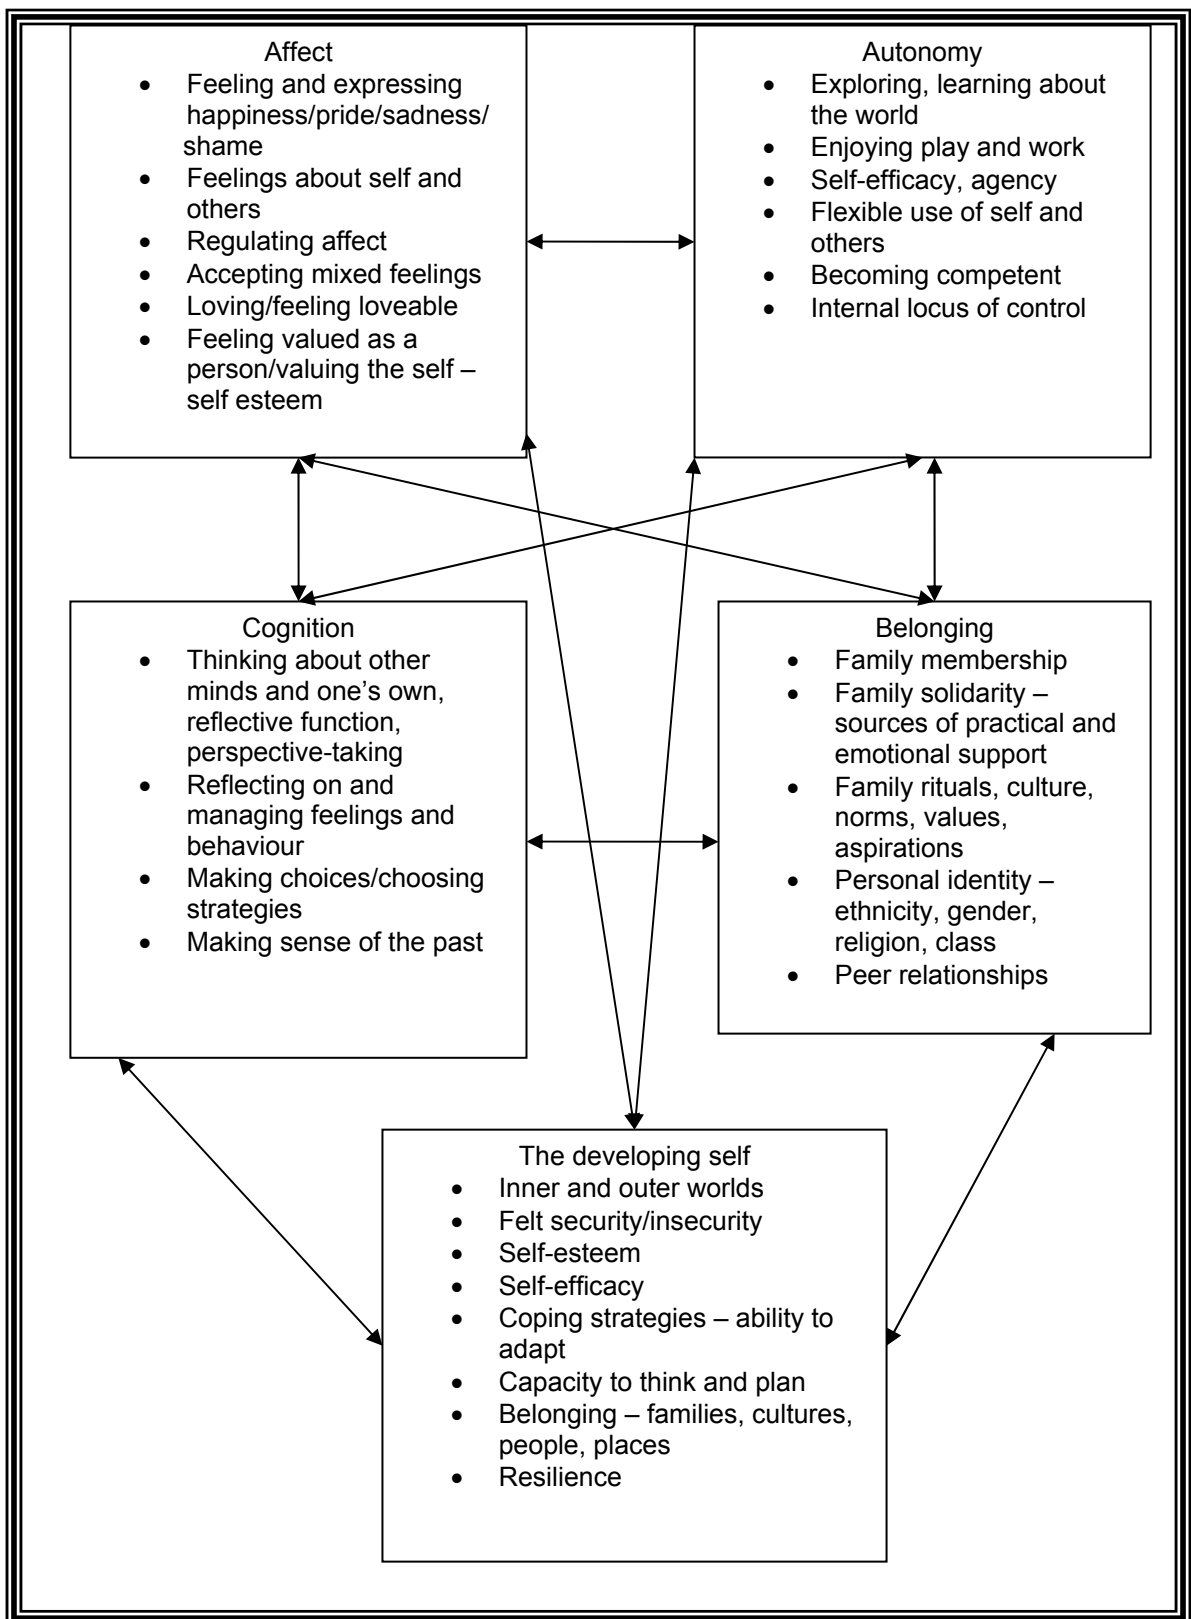 Affect
• Feeling and expressing
happiness/pride/sadness/
shame
• Feelings about self and
others
• Regulating affect
• Accepting mixed feelings
• Loving/feeling loveable
• Feeling valued as a
person/valuing the self –
self esteem
Autonomy
• Exploring, learning about
the world
• Enjoying play and work
• Self-efficacy, agency
• Flexible use of self and
others
• Becoming competent
• Internal locus of control
Cognition
• Thinking about other
minds and one’s own,
reflective function,
perspective-taking
• Reflecting on and
managing feelings and
behaviour
• Making choices/choosing
strategies
• Making sense of the past
Belonging
• Family membership
• Family solidarity –
sources of practical and
emotional support
• Family rituals, culture,
norms, values,
aspirations
• Personal identity –
ethnicity, gender,
religion, class
• Peer relationships
The developing self
• Inner and outer worlds
• Felt security/insecurity
• Self-esteem
• Self-efficacy
• Coping strategies – ability to
adapt
• Capacity to think and plan
• Belonging – families, cultures,
people, places
• Resilience